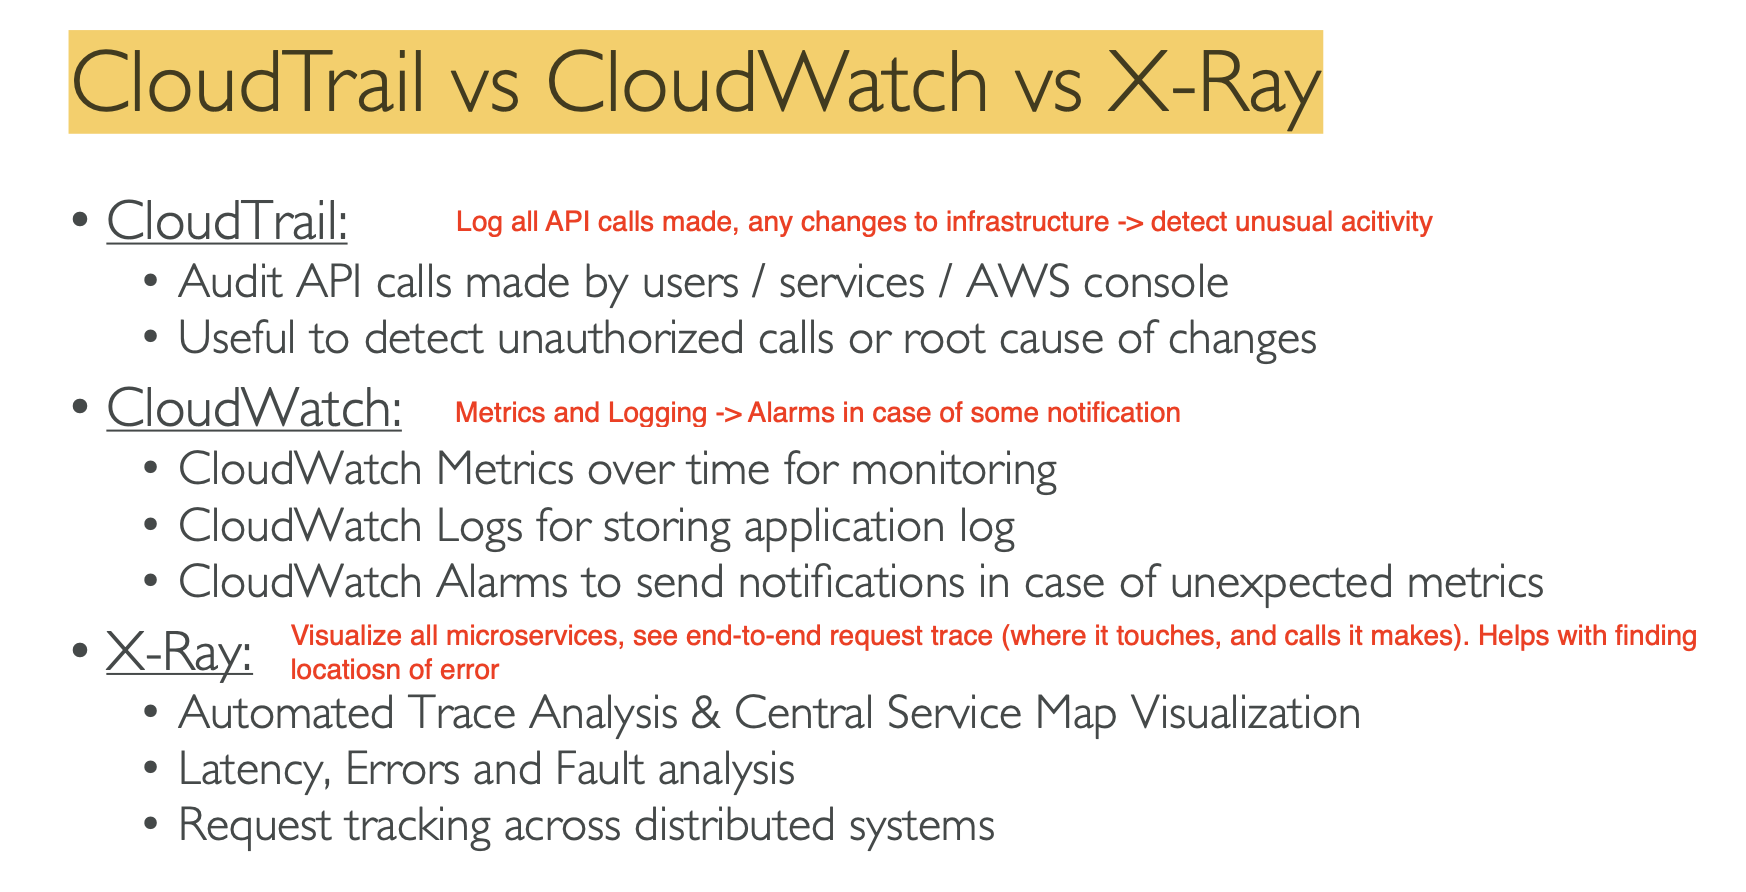 CloudTrail vs CloudWatch vs X-Ray
• CloudTrail: Log all API calls made, any changes to infrastructure -> detect unusual acitivity
• Audit API calls made by users / services / AWS console
• Useful to detect unauthorized calls or root cause of changes
• CloudWatch: Metrics and Logging -> Alarms in case of some notification
• CloudWatch Metrics over time for monitoring
• CloudWatch Logs for storing application log
• CloudWatch Alarms to send notifications in case of unexpected metrics
• X-Ray: Visualize all microservices, see end-to-end request trace (where it touches, and calls it makes). Helps with finding
locatiosn of error
• Automated Trace Analysis & Central Service Map Visualization
• Latency, Errors and Fault analysis
• Request tracking across distributed systems